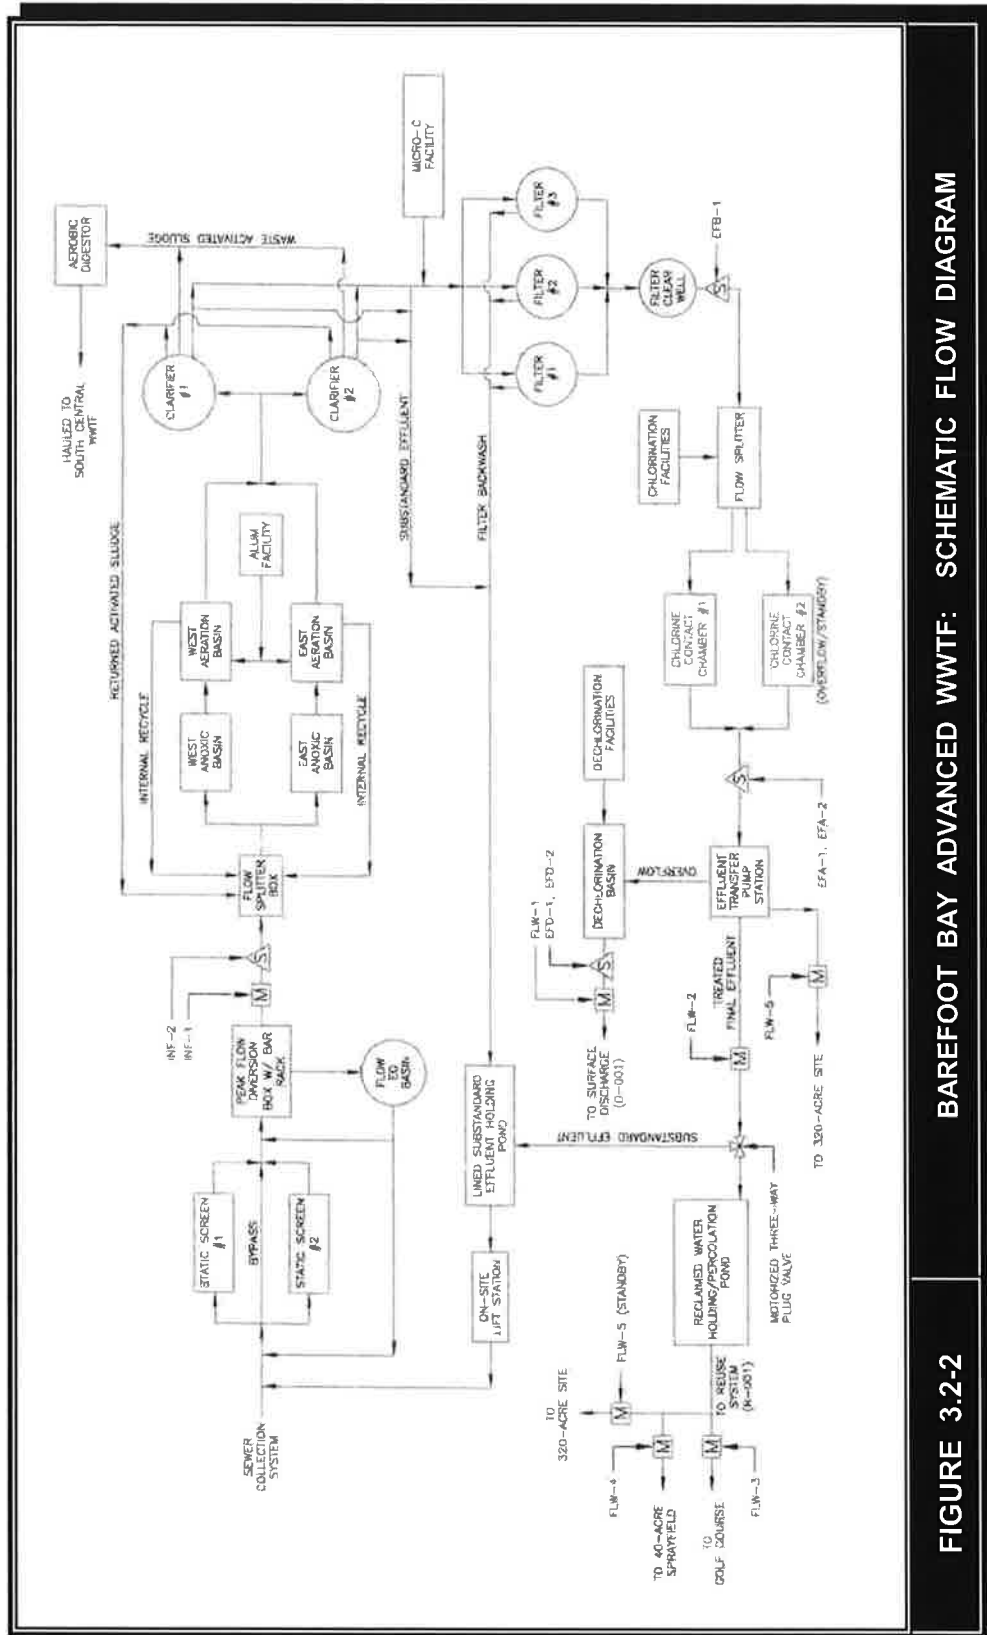 SEWER
COLLECTION
SYSTEM
STATIC SCREEN
#1
BYPASS
STATIC SCREEN
#2
PEAK FLOW
DIVERSION
BOX W/ BAR
RACK
FLOW
EQ
BASIN
INF-2
INF-1
M
S
FLOW
SPLITTER
BOX
RETURNED ACTIVATED SLUDGE
INTERNAL RECYCLE
WEST
ANOXIC
BASIN
WEST
AERATION
BASIN
EAST
ANOXIC
BASIN
EAST
AERATION
BASIN
INTERNAL RECYCLE
ALUM
FACILITY
HAULED TO
SOUTH CENTRAL
WWTF
AEROBIC
DIGESTOR
WASTE ACTIVATED SLUDGE
CLARIFIER
#1
CLARIFIER
#2
SUBSTANDARD EFFLUENT
FILTER BACKWASH
MICRO-C
FACILITY
FILTER
#1
FILTER
#2
FILTER
#3
FILTER
CLEAR
WELL
S
EFB-1
CHLORINATION
FACILITIES
FLOW SPLITTER
CHLORINE
CONTACT
CHAMBER #1
CHLORINE
CONTACT
CHAMBER #2
(OVERFLOW/STANDBY)
S
EFA-1, EFA-2
DECHLORINATION
FACILITIES
DECHLORINATION
BASIN
OVERFLOW
EFFLUENT
TRANSFER
PUMP
STATION
FLW-1
EFD-1, EFD-2
S
M
TO SURFACE
DISCHARGE
(D-001)
TREATED
FINAL EFFLUENT
FLW-2
M
FLW-5
M
TO 320-ACRE SITE
LINED SUBSTANDARD
EFFLUENT HOLDING
POND
ON-SITE
LIFT STATION
SUBSTANDARD EFFLUENT
MOTORIZED THREE-WAY
PLUG VALVE
RECLAIMED WATER
HOLDING/PERCOLATION
POND
TO REUSE
SYSTEM
(R-001)
FLW-5 (STANDBY)
M
TO
320-ACRE SITE
FLW-4
M
TO 40-ACRE
SPRAYFIELD
M
FLW-3
TO
GOLF COURSE
FIGURE 3.2-2
BAREFOOT BAY ADVANCED WWTF: SCHEMATIC FLOW DIAGRAM